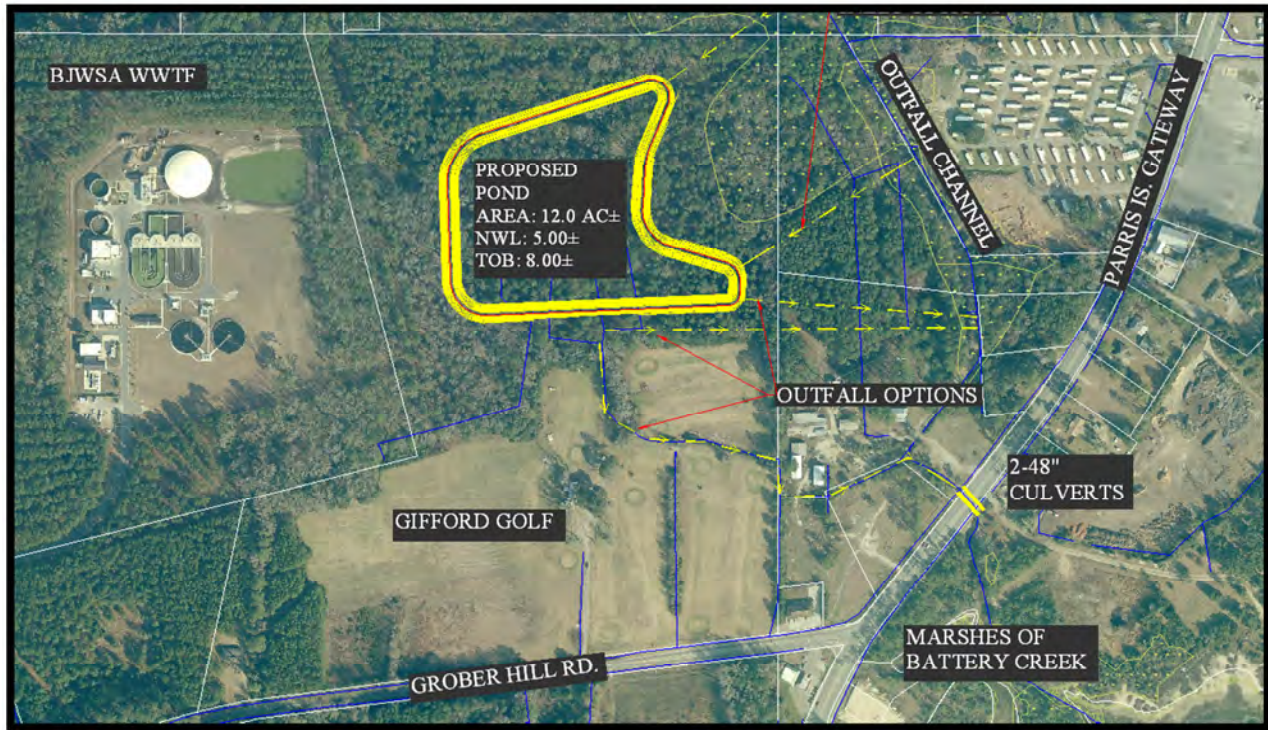 BJWSA WWTF
OUTFALL CHANNEL
PARRIS IS. GATEWAY
PROPOSED
POND
AREA: 12.0 AC±
NWL: 5.00±
TOB: 8.00±
OUTFALL OPTIONS
2-48"
CULVERTS
GIFFORD GOLF
MARSHES OF
BATTERY CREEK
GROBER HILL RD.